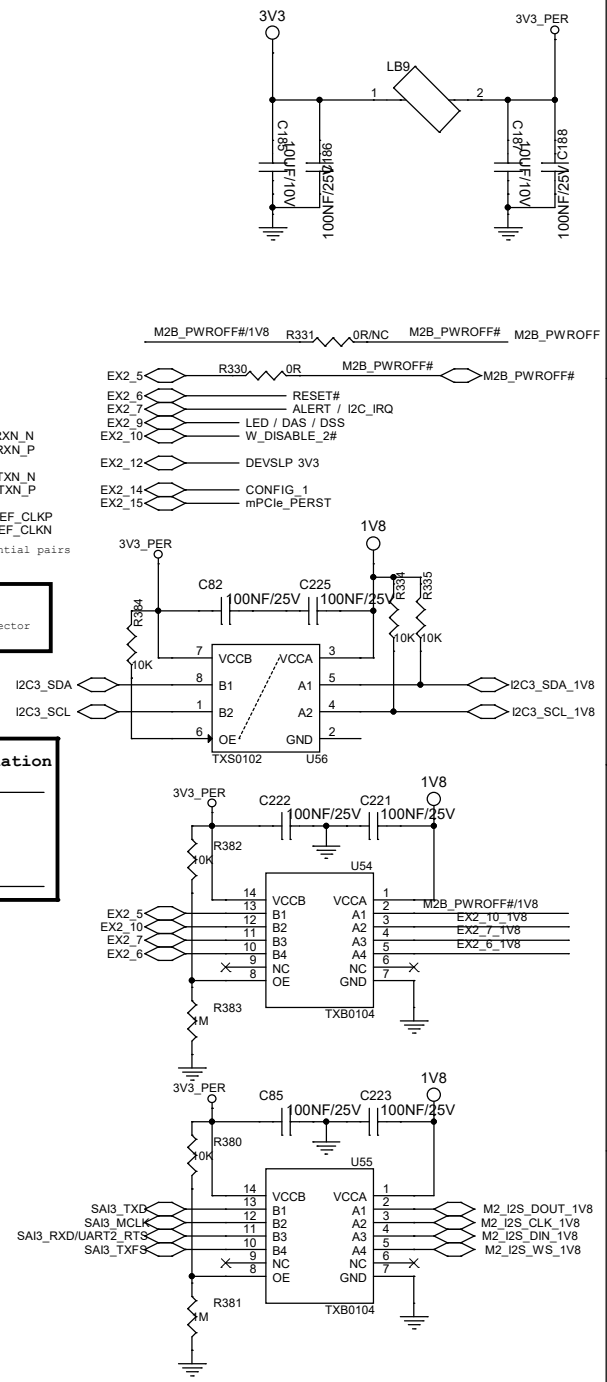 3V3
3V3_PER
LB9
1
2
C185
10UF/10V
C186
100NF/25V
C187
10UF/10V
C188
100NF/25V
M2B_PWROFF#/1V8
R331
0R/NC
M2B_PWROFF#
M2B_PWROFF
EX2_5
R330
0R
M2B_PWROFF#
M2B_PWROFF#
EX2_6
RESET#
EX2_7
ALERT / I2C_IRQ
EX2_9
LED / DAS / DSS
EX2_10
W_DISABLE_2#
RXN_N
RXN_P
EX2_12
DEVSLP 3V3
TXN_N
TXN_P
EX2_14
CONFIG_1
EX2_15
mPCIe_PERST
EF_CLKP
EF_CLKN
ntial pairs
1V8
3V3_PER
C82
100NF/25V
C225
100NF/25V
R334
10K
R335
10K
R384
10K
ector
7
VCCB
VCCA
3
I2C3_SDA
8
B1
A1
5
I2C3_SDA_1V8
I2C3_SCL
1
B2
A2
4
I2C3_SCL_1V8
6
OE
GND
2
TXS0102
U56
ation
3V3_PER
1V8
C222
100NF/25V
C221
100NF/25V
R382
10K
U54
14
VCCB
VCCA
1
EX2_5
13
B1
A1
2
M2B_PWROFF#/1V8
EX2_10
12
B2
A2
3
EX2_10_1V8
EX2_7
11
B3
A3
4
EX2_7_1V8
EX2_6
10
B4
A4
5
EX2_6_1V8
9
NC
NC
6
8
OE
GND
7
R383
1M
TXB0104
3V3_PER
1V8
C85
100NF/25V
C223
100NF/25V
R380
10K
U55
14
VCCB
VCCA
1
SAI3_TXD
13
B1
A1
2
M2_I2S_DOUT_1V8
SAI3_MCLK
12
B2
A2
3
M2_I2S_CLK_1V8
SAI3_RXD/UART2_RTS
11
B3
A3
4
M2_I2S_DIN_1V8
SAI3_TXFS
10
B4
A4
5
M2_I2S_WS_1V8
9
NC
NC
6
8
OE
GND
7
R381
1M
TXB0104